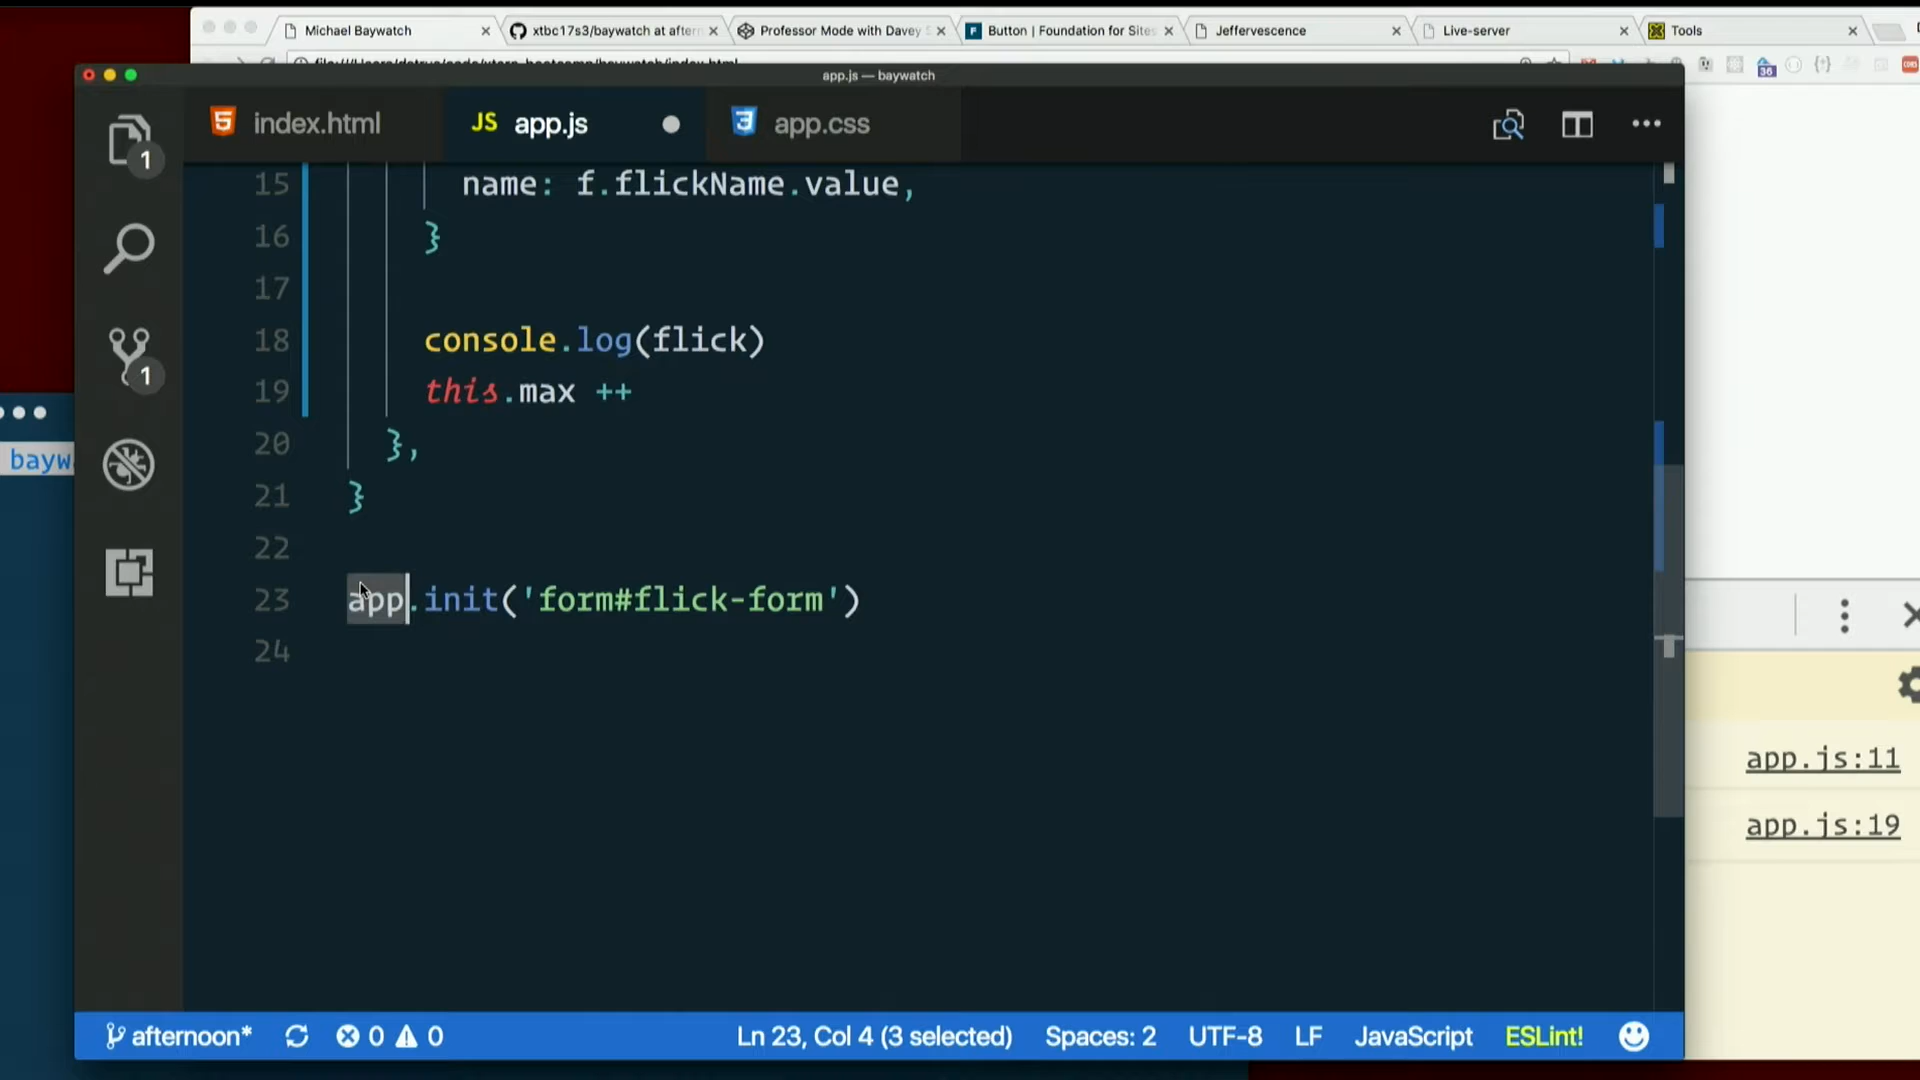 Michael Baywatch
xtbc17s3/baywatch at after
Professor Mode with Davey
Button | Foundation for Sites
Jeffervescence
Live-server
Tools
36
app.js — baywatch
index.html
JS app.js
app.css
1
1
bayw
15 name: f.flickName.value,
16 }
17
18 console.log(flick)
19 this.max ++
20 },
21 }
22
23 app.init('form#flick-form')
24
app.js:11
app.js:19
afternoon* 0 0 Ln 23, Col 4 (3 selected) Spaces: 2 UTF-8 LF JavaScript ESLint!